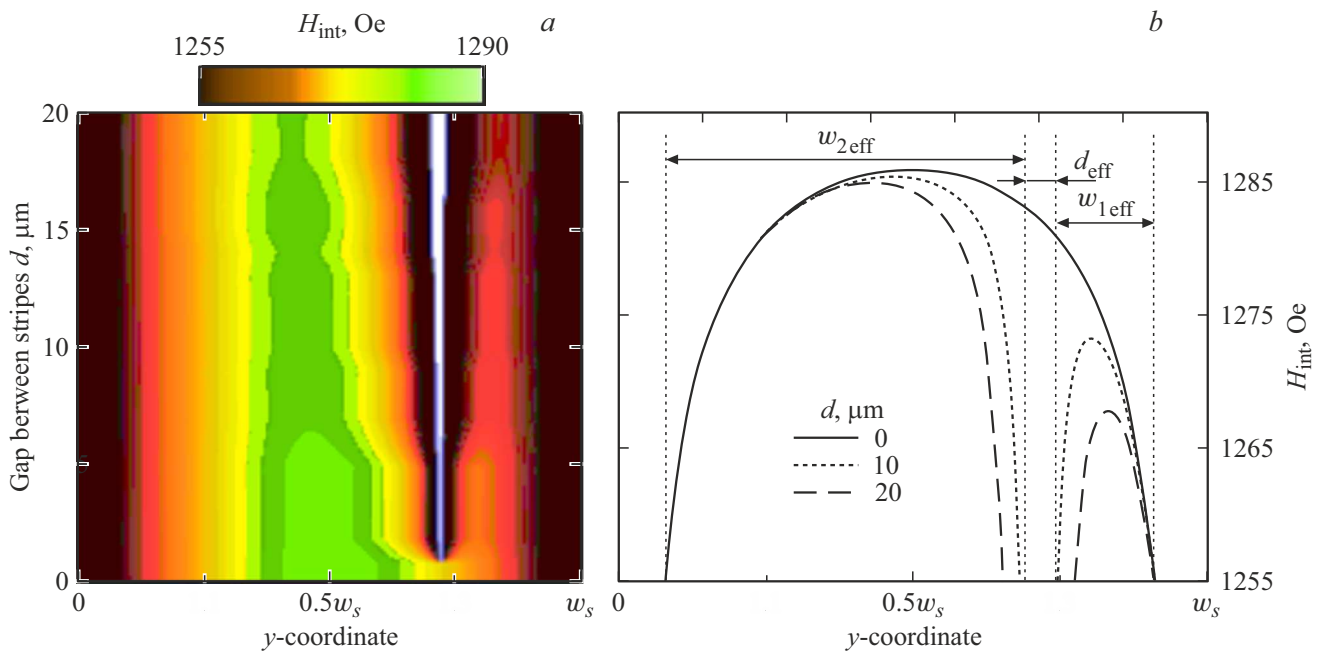 H_int, Oe
a
b
1255
1290
20
15
10
5
0
Gap berween stripes d, μm
0
0.5w_s
w_s
y-coordinate
w_2eff
d_eff
w_1eff
d, μm
0
10
20
1285
1275
1265
1255
H_int, Oe
0
0.5w_s
w_s
y-coordinate